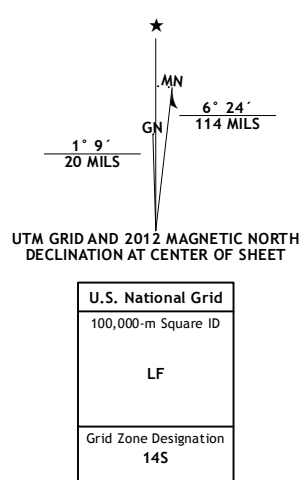 ★
MN
6° 24´
114 MILS
GN
1° 9´
20 MILS
UTM GRID AND 2012 MAGNETIC NORTH
DECLINATION AT CENTER OF SHEET
U.S. National Grid
100,000-m Square ID
LF
Grid Zone Designation
14S